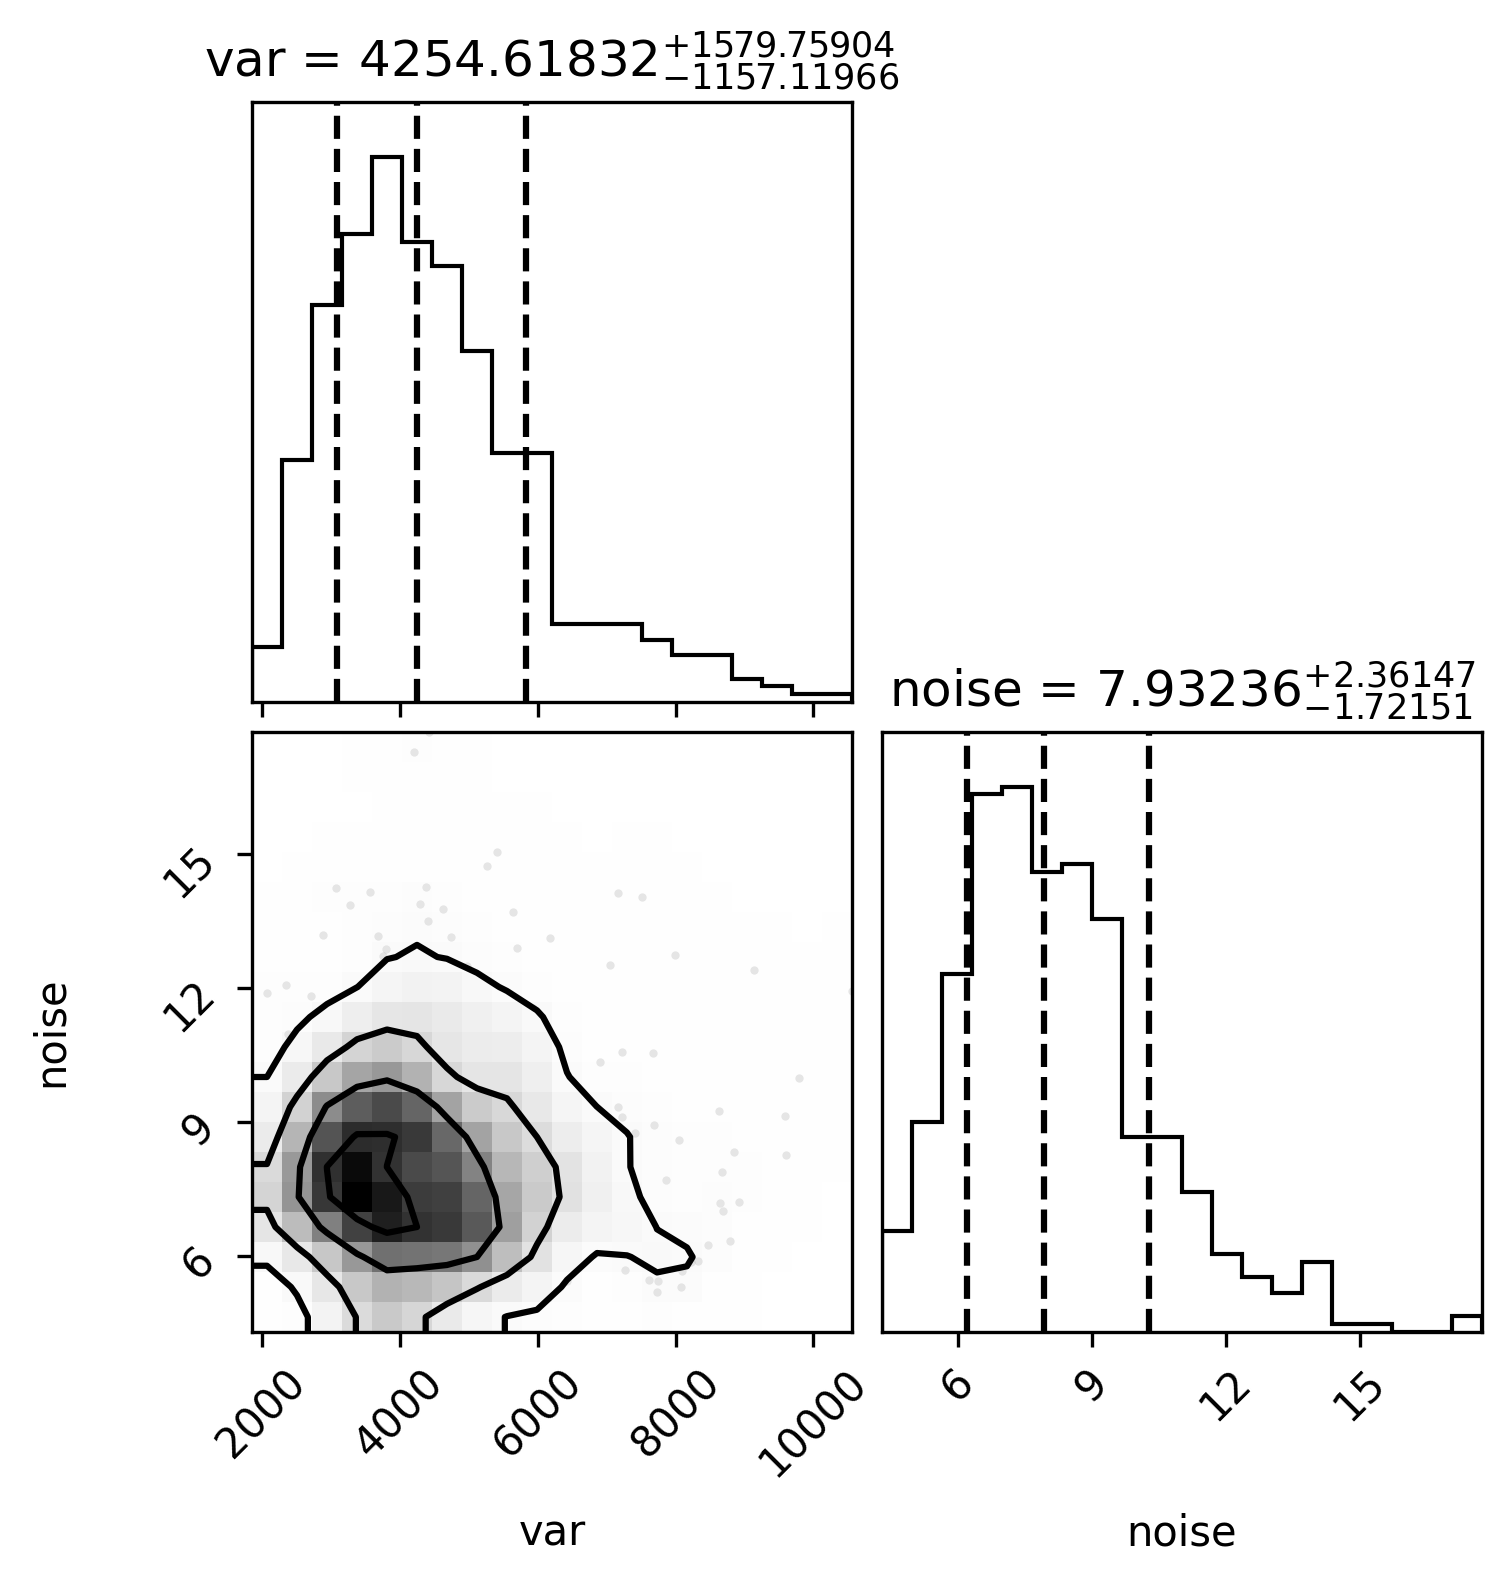 var = 4254.61832 +1579.75904 −1157.11966
noise = 7.93236 +2.36147 −1.72151
15
12
9
6
noise
2000 4000 6000 8000 10000
6 9 12 15
var
noise